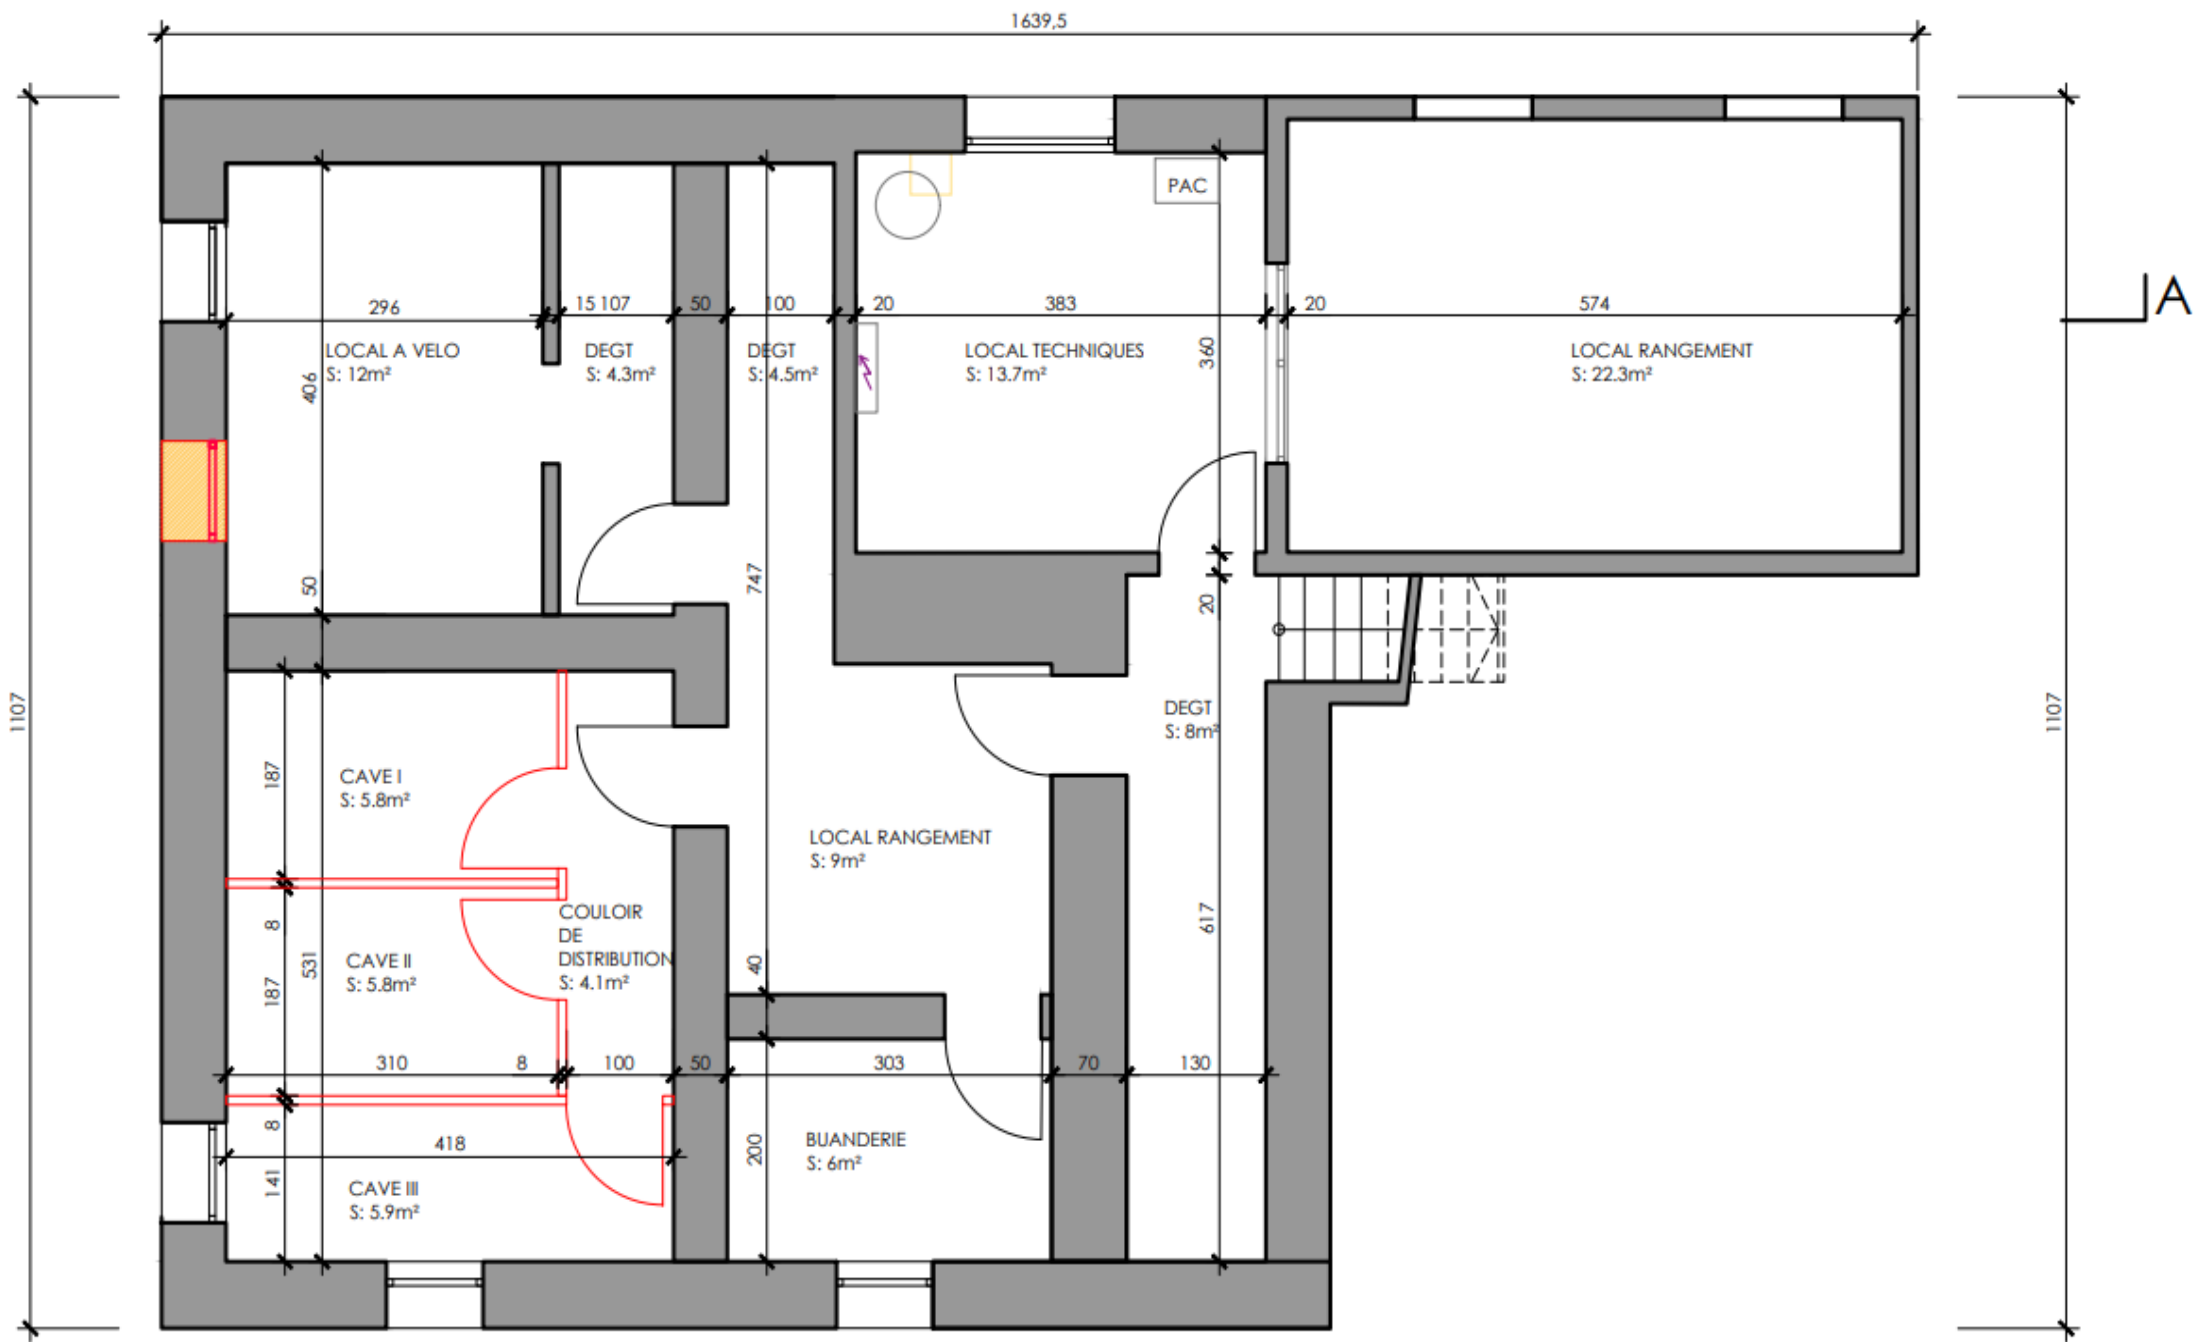 1639,5
1107
1107
A
PAC
296
15
107
50
100
20
383
20
574
LOCAL A VELO
S: 12m²
DEGT
S: 4.3m²
DEGT
S: 4.5m²
LOCAL TECHNIQUES
S: 13.7m²
LOCAL RANGEMENT
S: 22.3m²
406
360
50
747
20
DEGT
S: 8m²
187
CAVE I
S: 5.8m²
LOCAL RANGEMENT
S: 9m²
COULOIR
DE
DISTRIBUTION
S: 4.1m²
8
531
CAVE II
S: 5.8m²
187
40
617
310
8
100
50
303
70
130
8
418
200
BUANDERIE
S: 6m²
141
CAVE III
S: 5.9m²